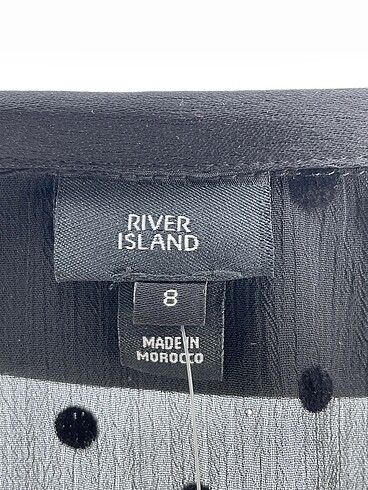 RIVER
ISLAND
8
MADE IN
MOROCCO